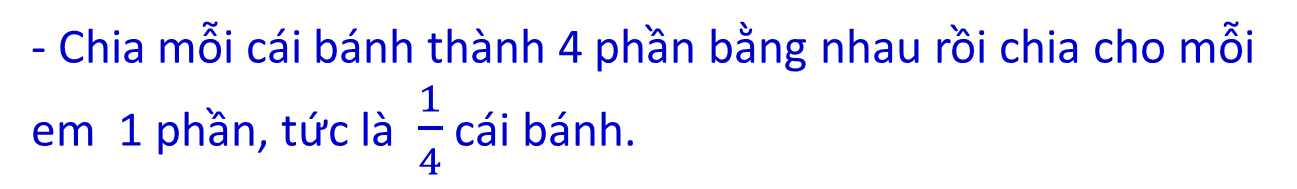 - Chia mỗi cái bánh thành 4 phần bằng nhau rồi chia cho mỗi
em 1 phần, tức là 1/4 cái bánh.